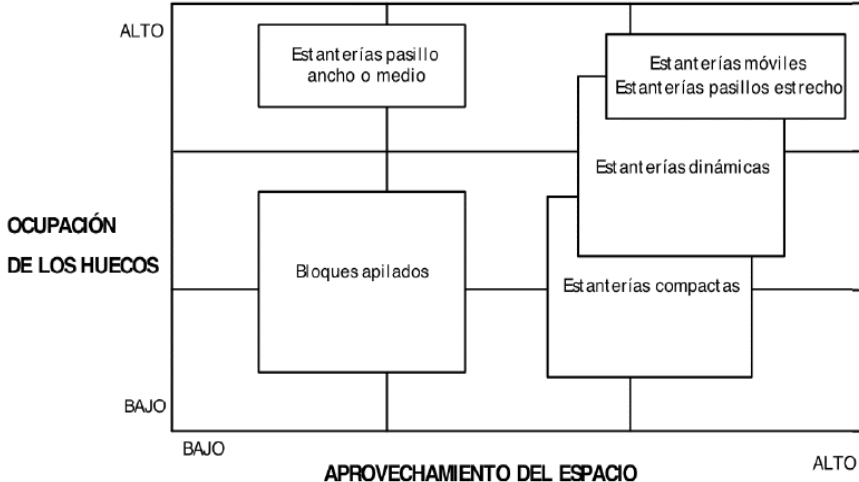 ALTO
Estanterías pasillo
ancho o medio
Estanterías móviles
Estanterías pasillos estrecho
Estanterías dinámicas
OCUPACIÓN
DE LOS HUECOS
Bloques apilados
Estanterías compactas
BAJO
BAJO
ALTO
APROVECHAMIENTO DEL ESPACIO